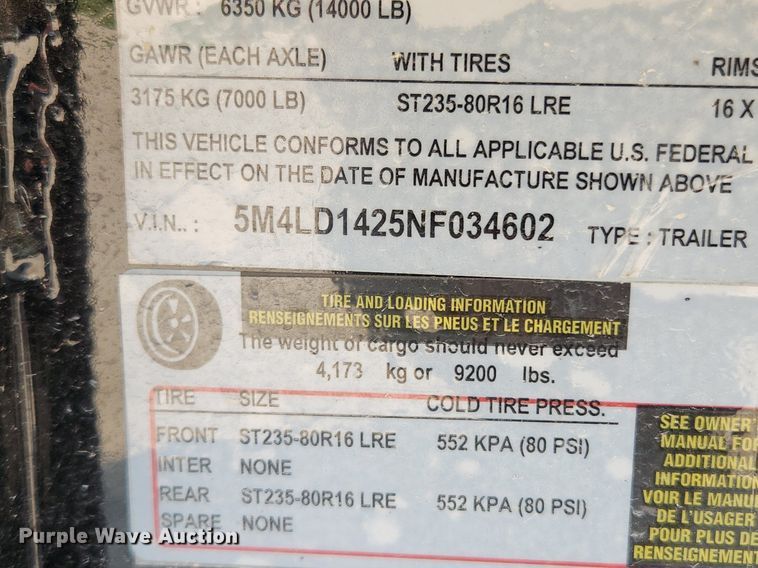 GVWR : 6350 KG (14000 LB)
GAWR (EACH AXLE) WITH TIRES RIMS
3175 KG (7000 LB) ST235-80R16 LRE 16 X
THIS VEHICLE CONFORMS TO ALL APPLICABLE U.S. FEDERAL
IN EFFECT ON THE DATE OF MANUFACTURE SHOWN ABOVE
V.I.N.. : 5M4LD1425NF034602 TYPE : TRAILER
TIRE AND LOADING INFORMATION
RENSEIGNEMENTS SUR LES PNEUS ET LE CHARGEMENT
The weight of cargo should never exceed
4,173 kg or 9200 lbs.
TIRE SIZE COLD TIRE PRESS.
FRONT ST235-80R16 LRE 552 KPA (80 PSI)
INTER NONE
REAR ST235-80R16 LRE 552 KPA (80 PSI)
SPARE NONE
SEE OWNER'
MANUAL FOR
ADDITIONAL
INFORMATION
VOIR LE MANU
DE L'USAGER
POUR PLUS DE
RENSEIGNEMENT
Purple Wave Auction